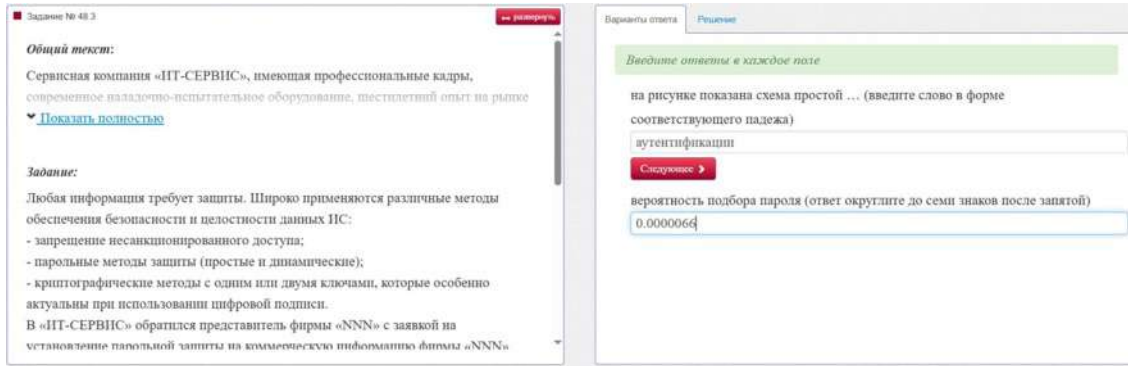 Задание № 48.3
развернуть
Общий текст:
Сервисная компания «ИТ-СЕРВИС», имеющая профессиональные кадры,
современное наладочно-испытательное оборудование, шестилетний опыт на рынке
Показать полностью
Задание:
Любая информация требует защиты. Широко применяются различные методы
обеспечения безопасности и целостности данных ИС:
- запрещение несанкционированного доступа;
- парольные методы защиты (простые и динамические);
- криптографические методы с одним или двумя ключами, которые особенно
актуальны при использовании цифровой подписи.
В «ИТ-СЕРВИС» обратился представитель фирмы «NNN» с заявкой на
установление парольной защиты на коммерческую информацию фирмы «NNN».
Варианты ответа
Решение
Введите ответы в каждое поле
на рисунке показана схема простой … (введите слово в форме
соответствующего падежа)
аутентификации
Следующее
вероятность подбора пароля (ответ округлите до семи знаков после запятой)
0.0000066